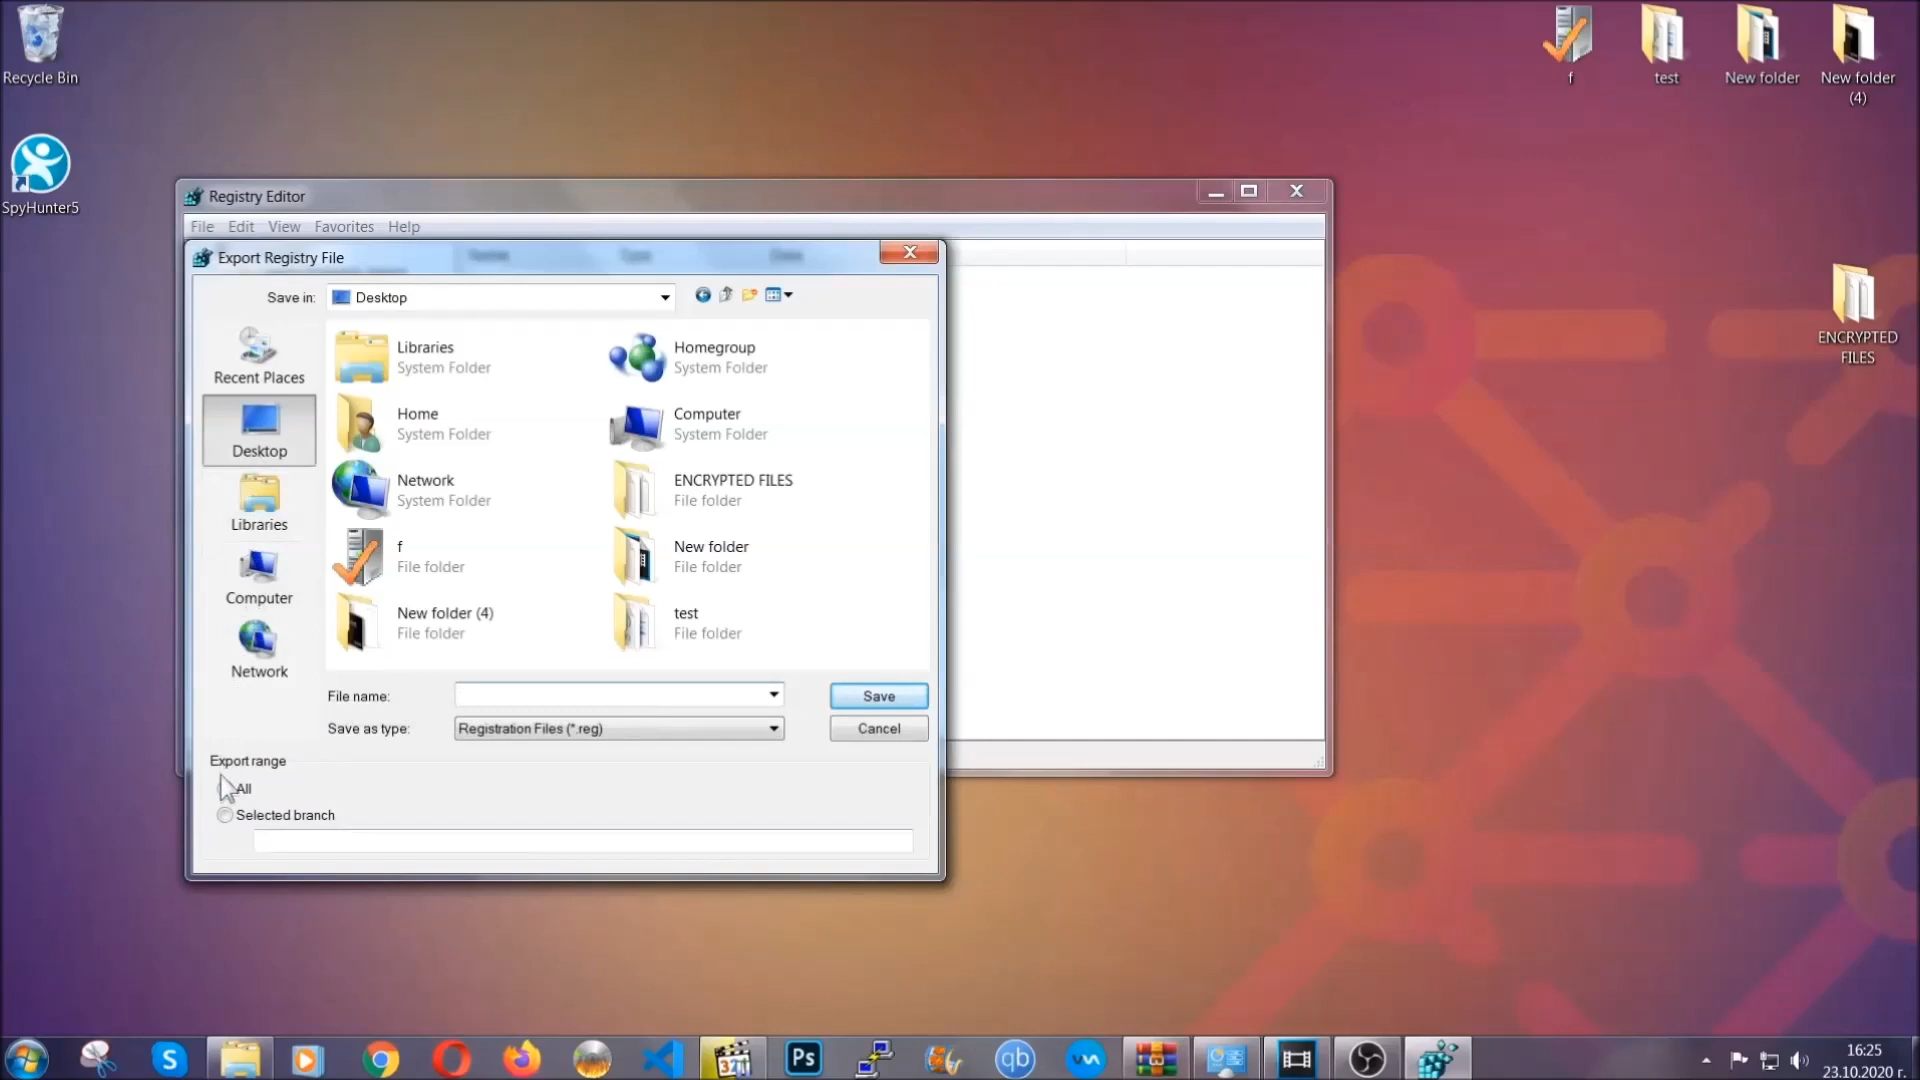 Recycle Bin
SpyHunter5
f
test
New folder
New folder
(4)
ENCRYPTED
FILES
Registry Editor
File Edit View Favorites Help
Export Registry File
Save in:
Desktop
Recent Places
Desktop
Libraries
Computer
Network
Libraries
System Folder
Homegroup
System Folder
Home
System Folder
Computer
System Folder
Network
System Folder
ENCRYPTED FILES
File folder
f
File folder
New folder
File folder
New folder (4)
File folder
test
File folder
File name:
Save
Save as type:
Registration Files (*.reg)
Cancel
Export range
All
Selected branch
S
321
Ps
qb
16:25
23.10.2020 г.